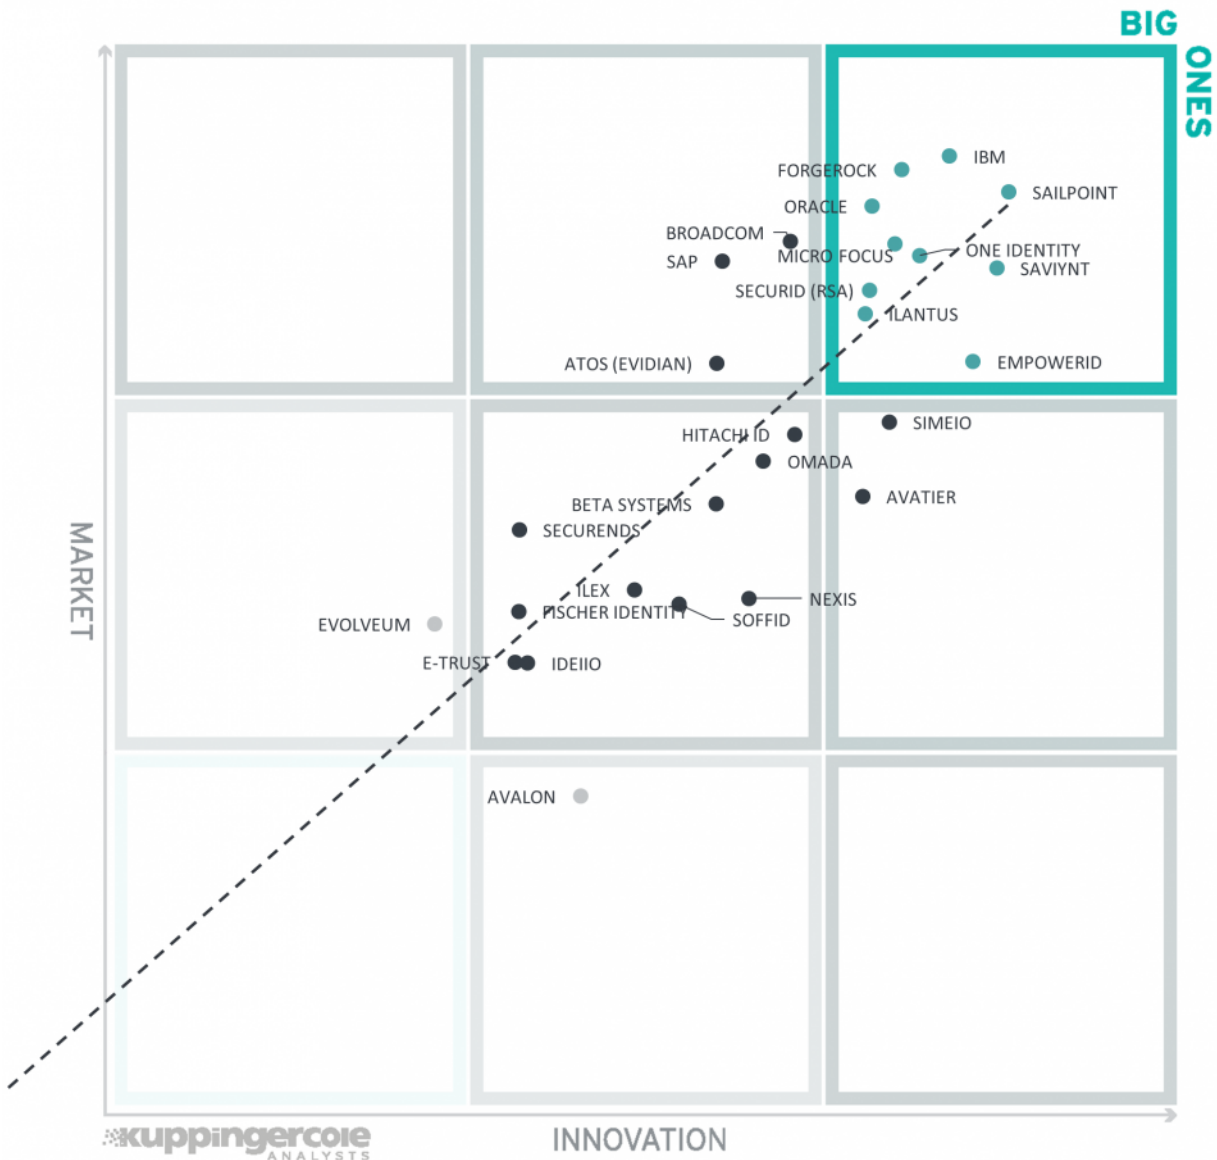 BIG
ONES
IBM
FORGEROCK
SAILPOINT
ORACLE
BROADCOM
MICRO FOCUS
ONE IDENTITY
SAP
SAVIYNT
SECURID (RSA)
ILANTUS
ATOS (EVIDIAN)
EMPOWERID
SIMEIO
HITACHI ID
OMADA
AVATIER
BETA SYSTEMS
SECURENDS
MARKET
ILEX
NEXIS
FISCHER IDENTITY
SOFFID
EVOLVEUM
E-TRUST
IDEIIO
AVALON
kuppingercole
ANALYSTS
INNOVATION